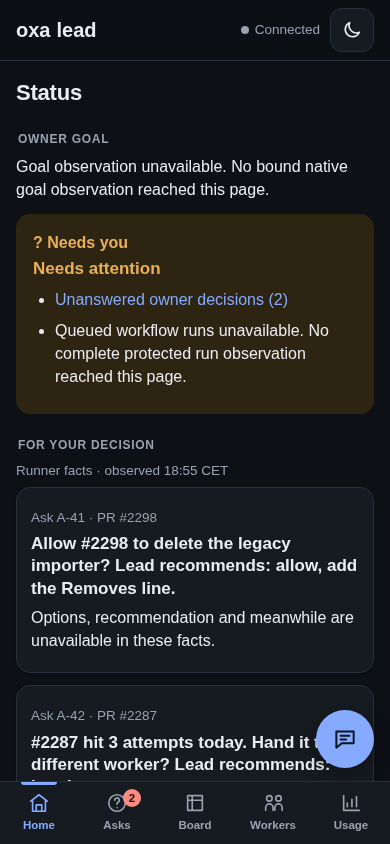 oxa lead
Connected
Status
OWNER GOAL
Goal observation unavailable. No bound native
goal observation reached this page.
? Needs you
Needs attention
• Unanswered owner decisions (2)
• Queued workflow runs unavailable. No
complete protected run observation
reached this page.
FOR YOUR DECISION
Runner facts · observed 18:55 CET
Ask A-41 · PR #2298
Allow #2298 to delete the legacy
importer? Lead recommends: allow, add
the Removes line.
Options, recommendation and meanwhile are
unavailable in these facts.
Ask A-42 · PR #2287
#2287 hit 3 attempts today. Hand it
different worker? Lead recommends:
2
Home
Asks
Board
Workers
Usage